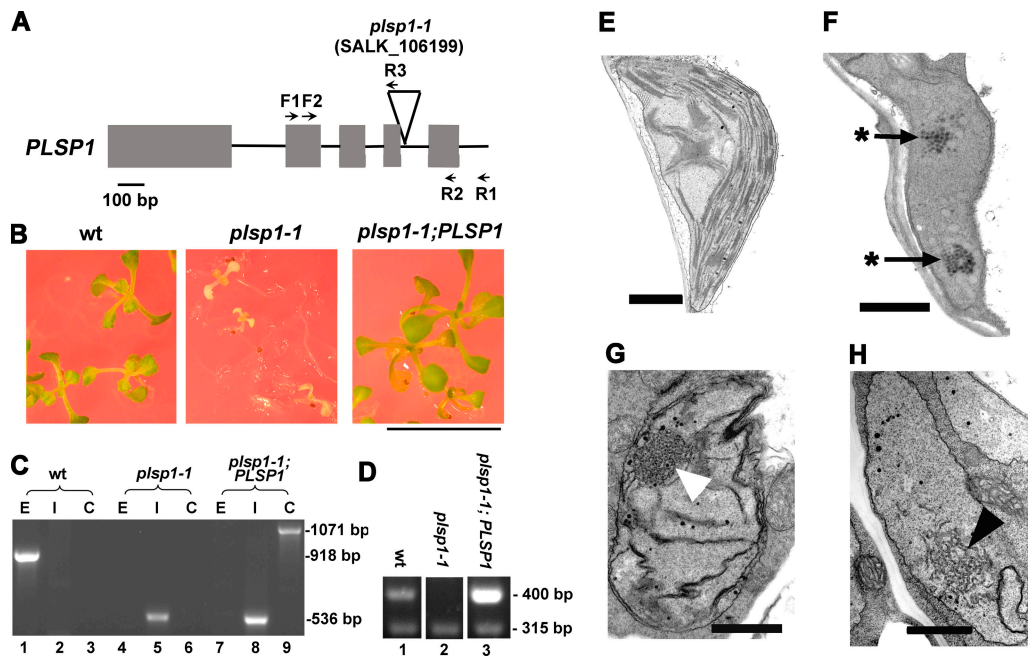 A
plsp1-1
(SALK_106199)
R3
F1 F2
PLSP1
R2 R1
100 bp
B
wt
plsp1-1
plsp1-1;PLSP1
C
wt
plsp1-1
plsp1-1;
PLSP1
E I C E I C E I C
-1071 bp
-918 bp
-536 bp
1 2 3 4 5 6 7 8 9
D
wt
plsp1-1
plsp1-1; PLSP1
- 400 bp
- 315 bp
1 2 3
E
F
*
*
G
H